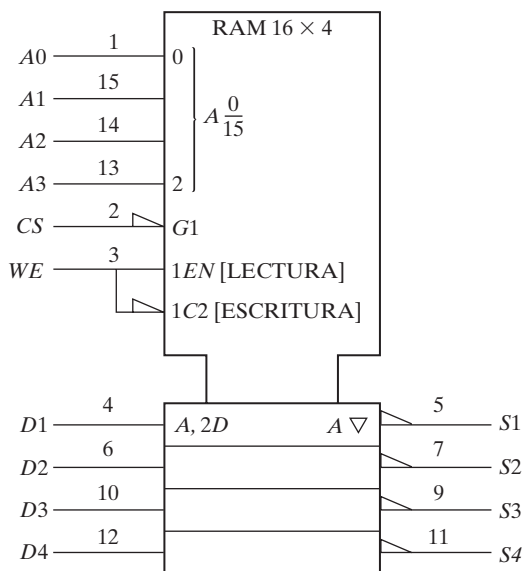 RAM 16 × 4
A0 1 0
A1 15
A 0/15
A2 14
A3 13 2
CS 2 G1
WE 3 1EN [LECTURA]
1C2 [ESCRITURA]
D1 4 A, 2D A ▽ 5 S1
D2 6 7 S2
D3 10 9 S3
D4 12 11 S4